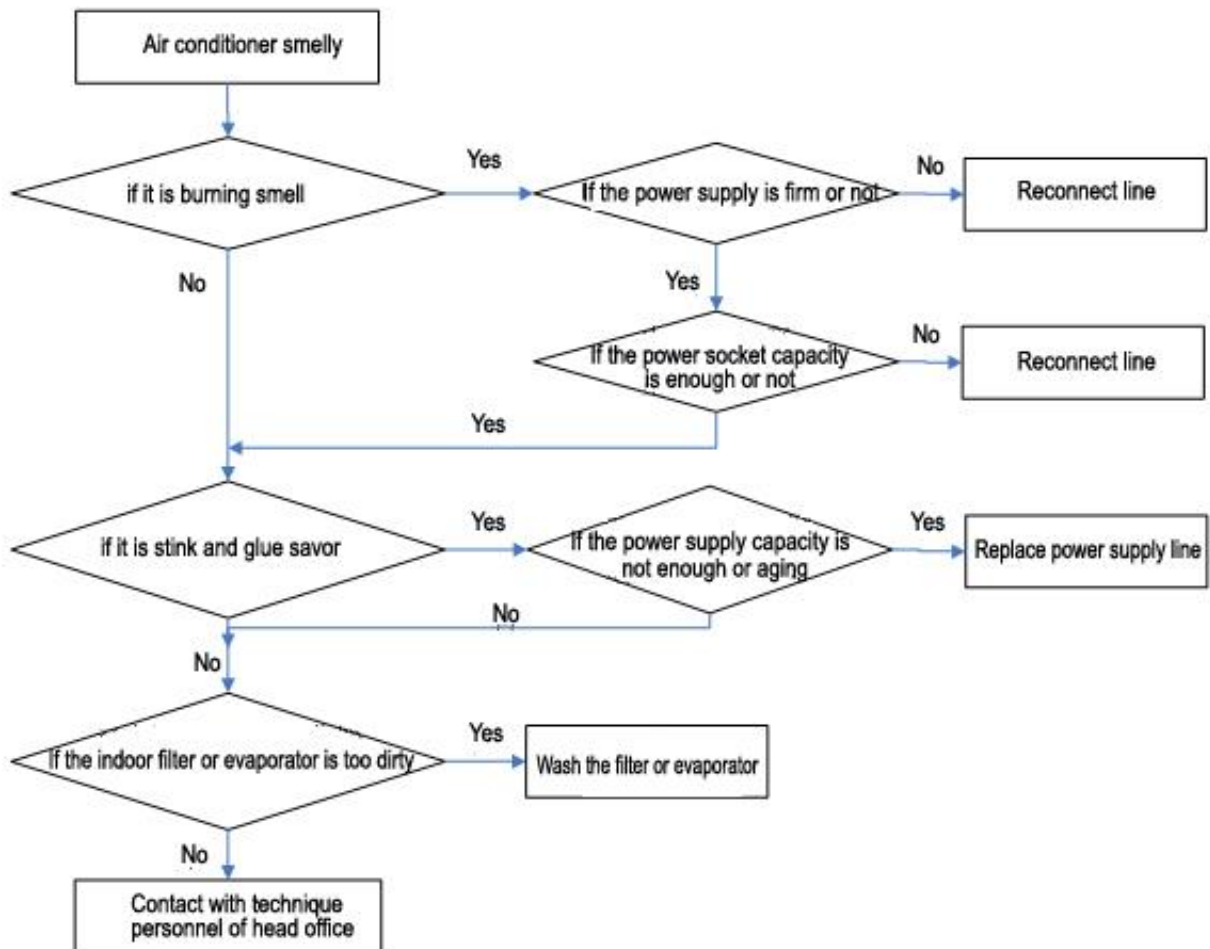 Air conditioner smelly
if it is burning smell
Yes
If the power supply is firm or not
No
Reconnect line
No
Yes
If the power socket capacity
is enough or not
No
Reconnect line
Yes
if it is stink and glue savor
Yes
If the power supply capacity is
not enough or aging
Yes
Replace power supply line
No
No
If the indoor filter or evaporator is too dirty
Yes
Wash the filter or evaporator
No
Contact with technique
personnel of head office